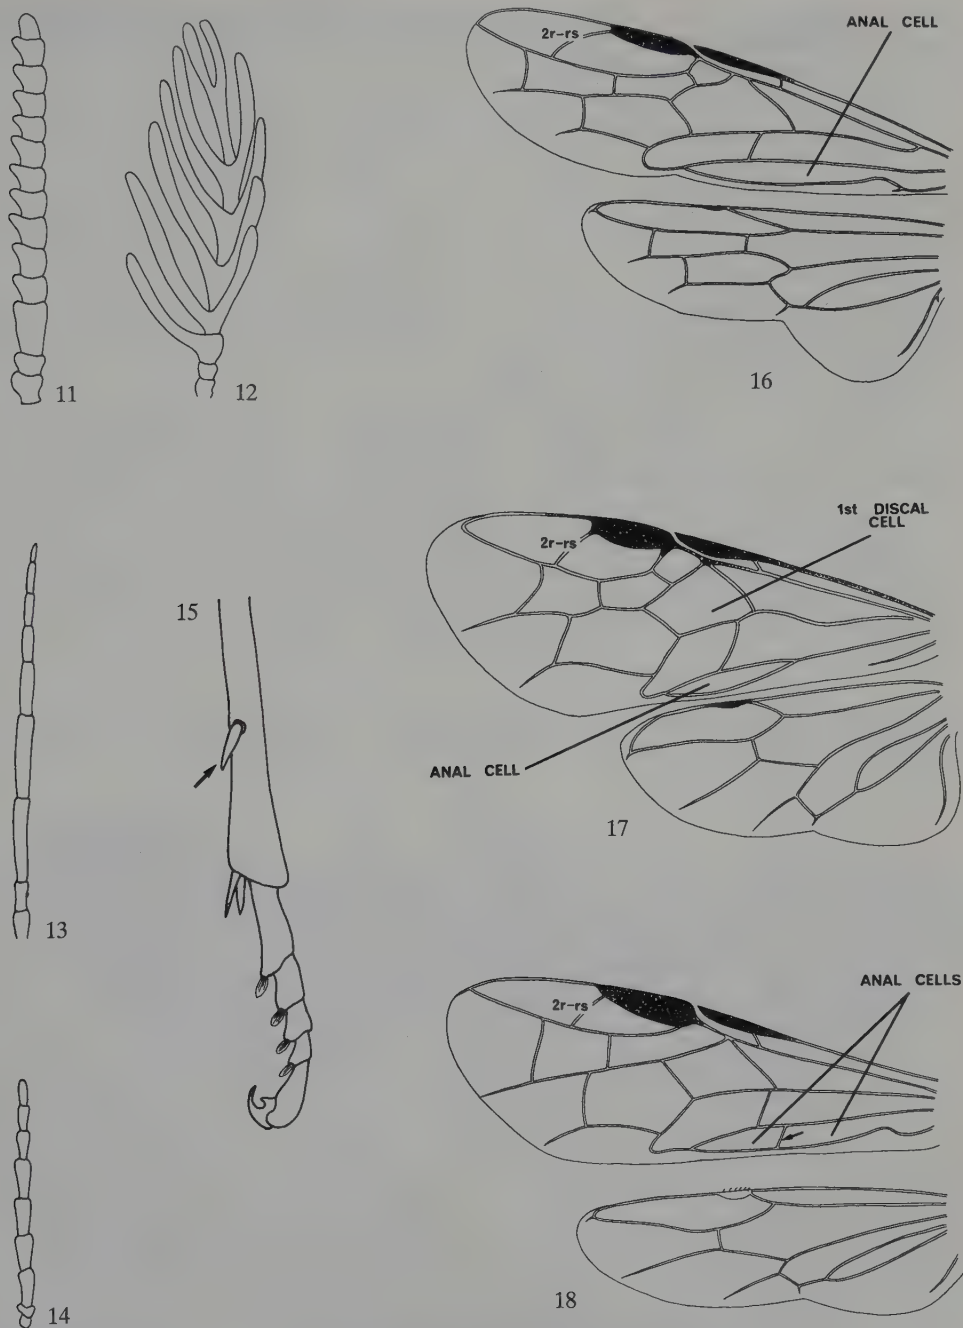 11
12
ANAL CELL
2r-rs
16
1st DISCAL
CELL
2r-rs
ANAL CELL
17
13
15
14
ANAL CELLS
2r-rs
18